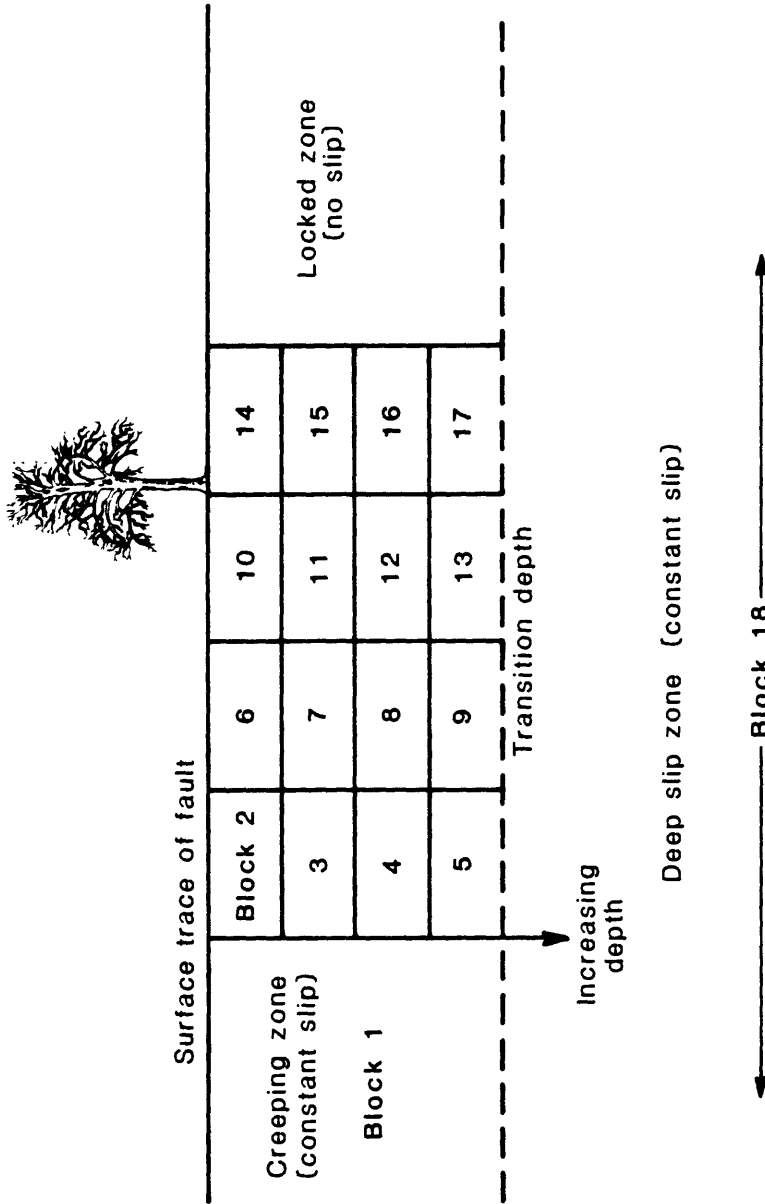 Surface trace of fault
Creeping zone
(constant slip)
Block 1
Block 2
3
4
5
6
7
8
9
10
11
12
13
14
15
16
17
Locked zone
(no slip)
Transition depth
Increasing
depth
Deep slip zone (constant slip)
Block 18